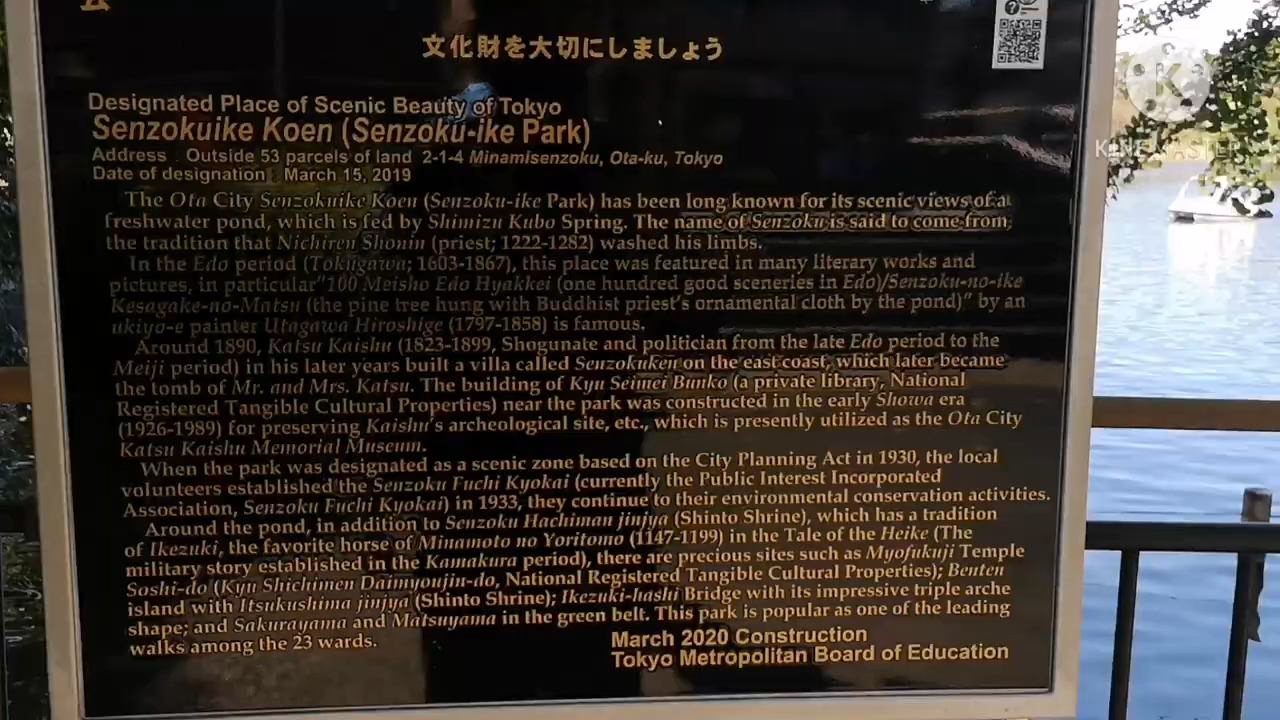 文化財を大切にしましょう
Designated Place of Scenic Beauty of Tokyo
Senzokuike Koen (Senzoku-ike Park)
Address : Outside 53 parcels of land 2-1-4 Minamisenzoku, Ota-ku, Tokyo
Date of designation : March 15, 2019
The Ota City Senzokuike Koen (Senzoku-ike Park) has been long known for its scenic views of a
freshwater pond, which is fed by Shimizu Kubo Spring. The name of Senzoku is said to come from
the tradition that Nichiren Shonin (priest; 1222-1282) washed his limbs.
In the Edo period (Tokugawa; 1603-1867), this place was featured in many literary works and
pictures, in particular "100 Meisho Edo Hyakkei (one hundred good sceneries in Edo)/Senzoku-no-ike
Kesagake-no-Matsu (the pine tree hung with Buddhist priest's ornamental cloth by the pond)" by an
ukiyo-e painter Utagawa Hiroshige (1797-1858) is famous.
Around 1890, Katsu Kaishu (1823-1899, Shogunate and politician from the late Edo period to the
Meiji period) in his later years built a villa called Senzokuken on the east coast, which later became
the tomb of Mr. and Mrs. Katsu. The building of Kyu Seimei Bunko (a private library, National
Registered Tangible Cultural Properties) near the park was constructed in the early Showa era
(1926-1989) for preserving Kaishu's archeological site, etc., which is presently utilized as the Ota City
Katsu Kaishu Memorial Museum.
When the park was designated as a scenic zone based on the City Planning Act in 1930, the local
volunteers established the Senzoku Fuchi Kyokai (currently the Public Interest Incorporated
Association, Senzoku Fuchi Kyokai) in 1933, they continue to their environmental conservation activities.
Around the pond, in addition to Senzoku Hachiman jinjya (Shinto Shrine), which has a tradition
of Ikezuki, the favorite horse of Minamoto no Yoritomo (1147-1199) in the Tale of the Heike (The
military story established in the Kamakura period), there are precious sites such as Myofukuji Temple
Soshi-do (Kyu Shichimen Daimyoujin-do, National Registered Tangible Cultural Properties); Benten
island with Itsukushima jinjya (Shinto Shrine); Ikezuki-hashi Bridge with its impressive triple arche
shape; and Sakurayama and Matsuyama in the green belt. This park is popular as one of the leading
walks among the 23 wards.
March 2020 Construction
Tokyo Metropolitan Board of Education
K
KINEMASTER